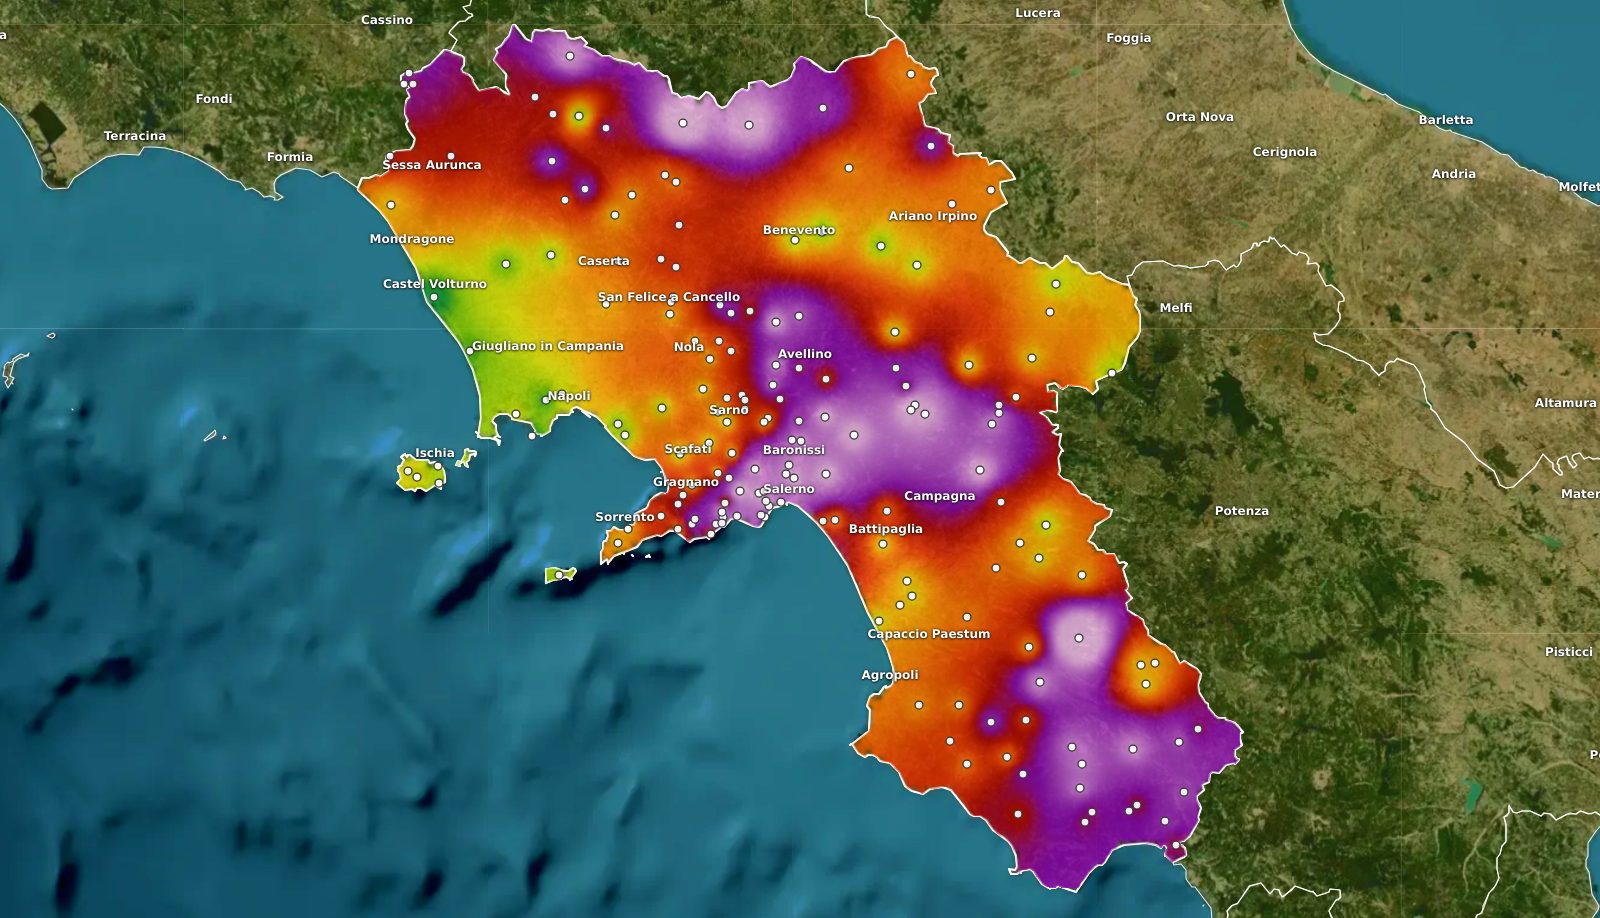 Cassino
Lucera
Foggia
a
Fondi
Orta Nova
Barletta
Terracina
Cerignola
Formia
Sessa Aurunca
Andria
Molfet
Ariano Irpino
Benevento
Mondragone
Caserta
Castel Volturno
San Felice a Cancello
Melfi
Giugliano in Campania
Nola
Avellino
Napoli
Altamura
Sarno
Ischia
Scafati
Baronissi
Gragnano
Salerno
Campagna
Mater
Sorrento
Potenza
Battipaglia
Capaccio Paestum
Pisticci
Agropoli
Po